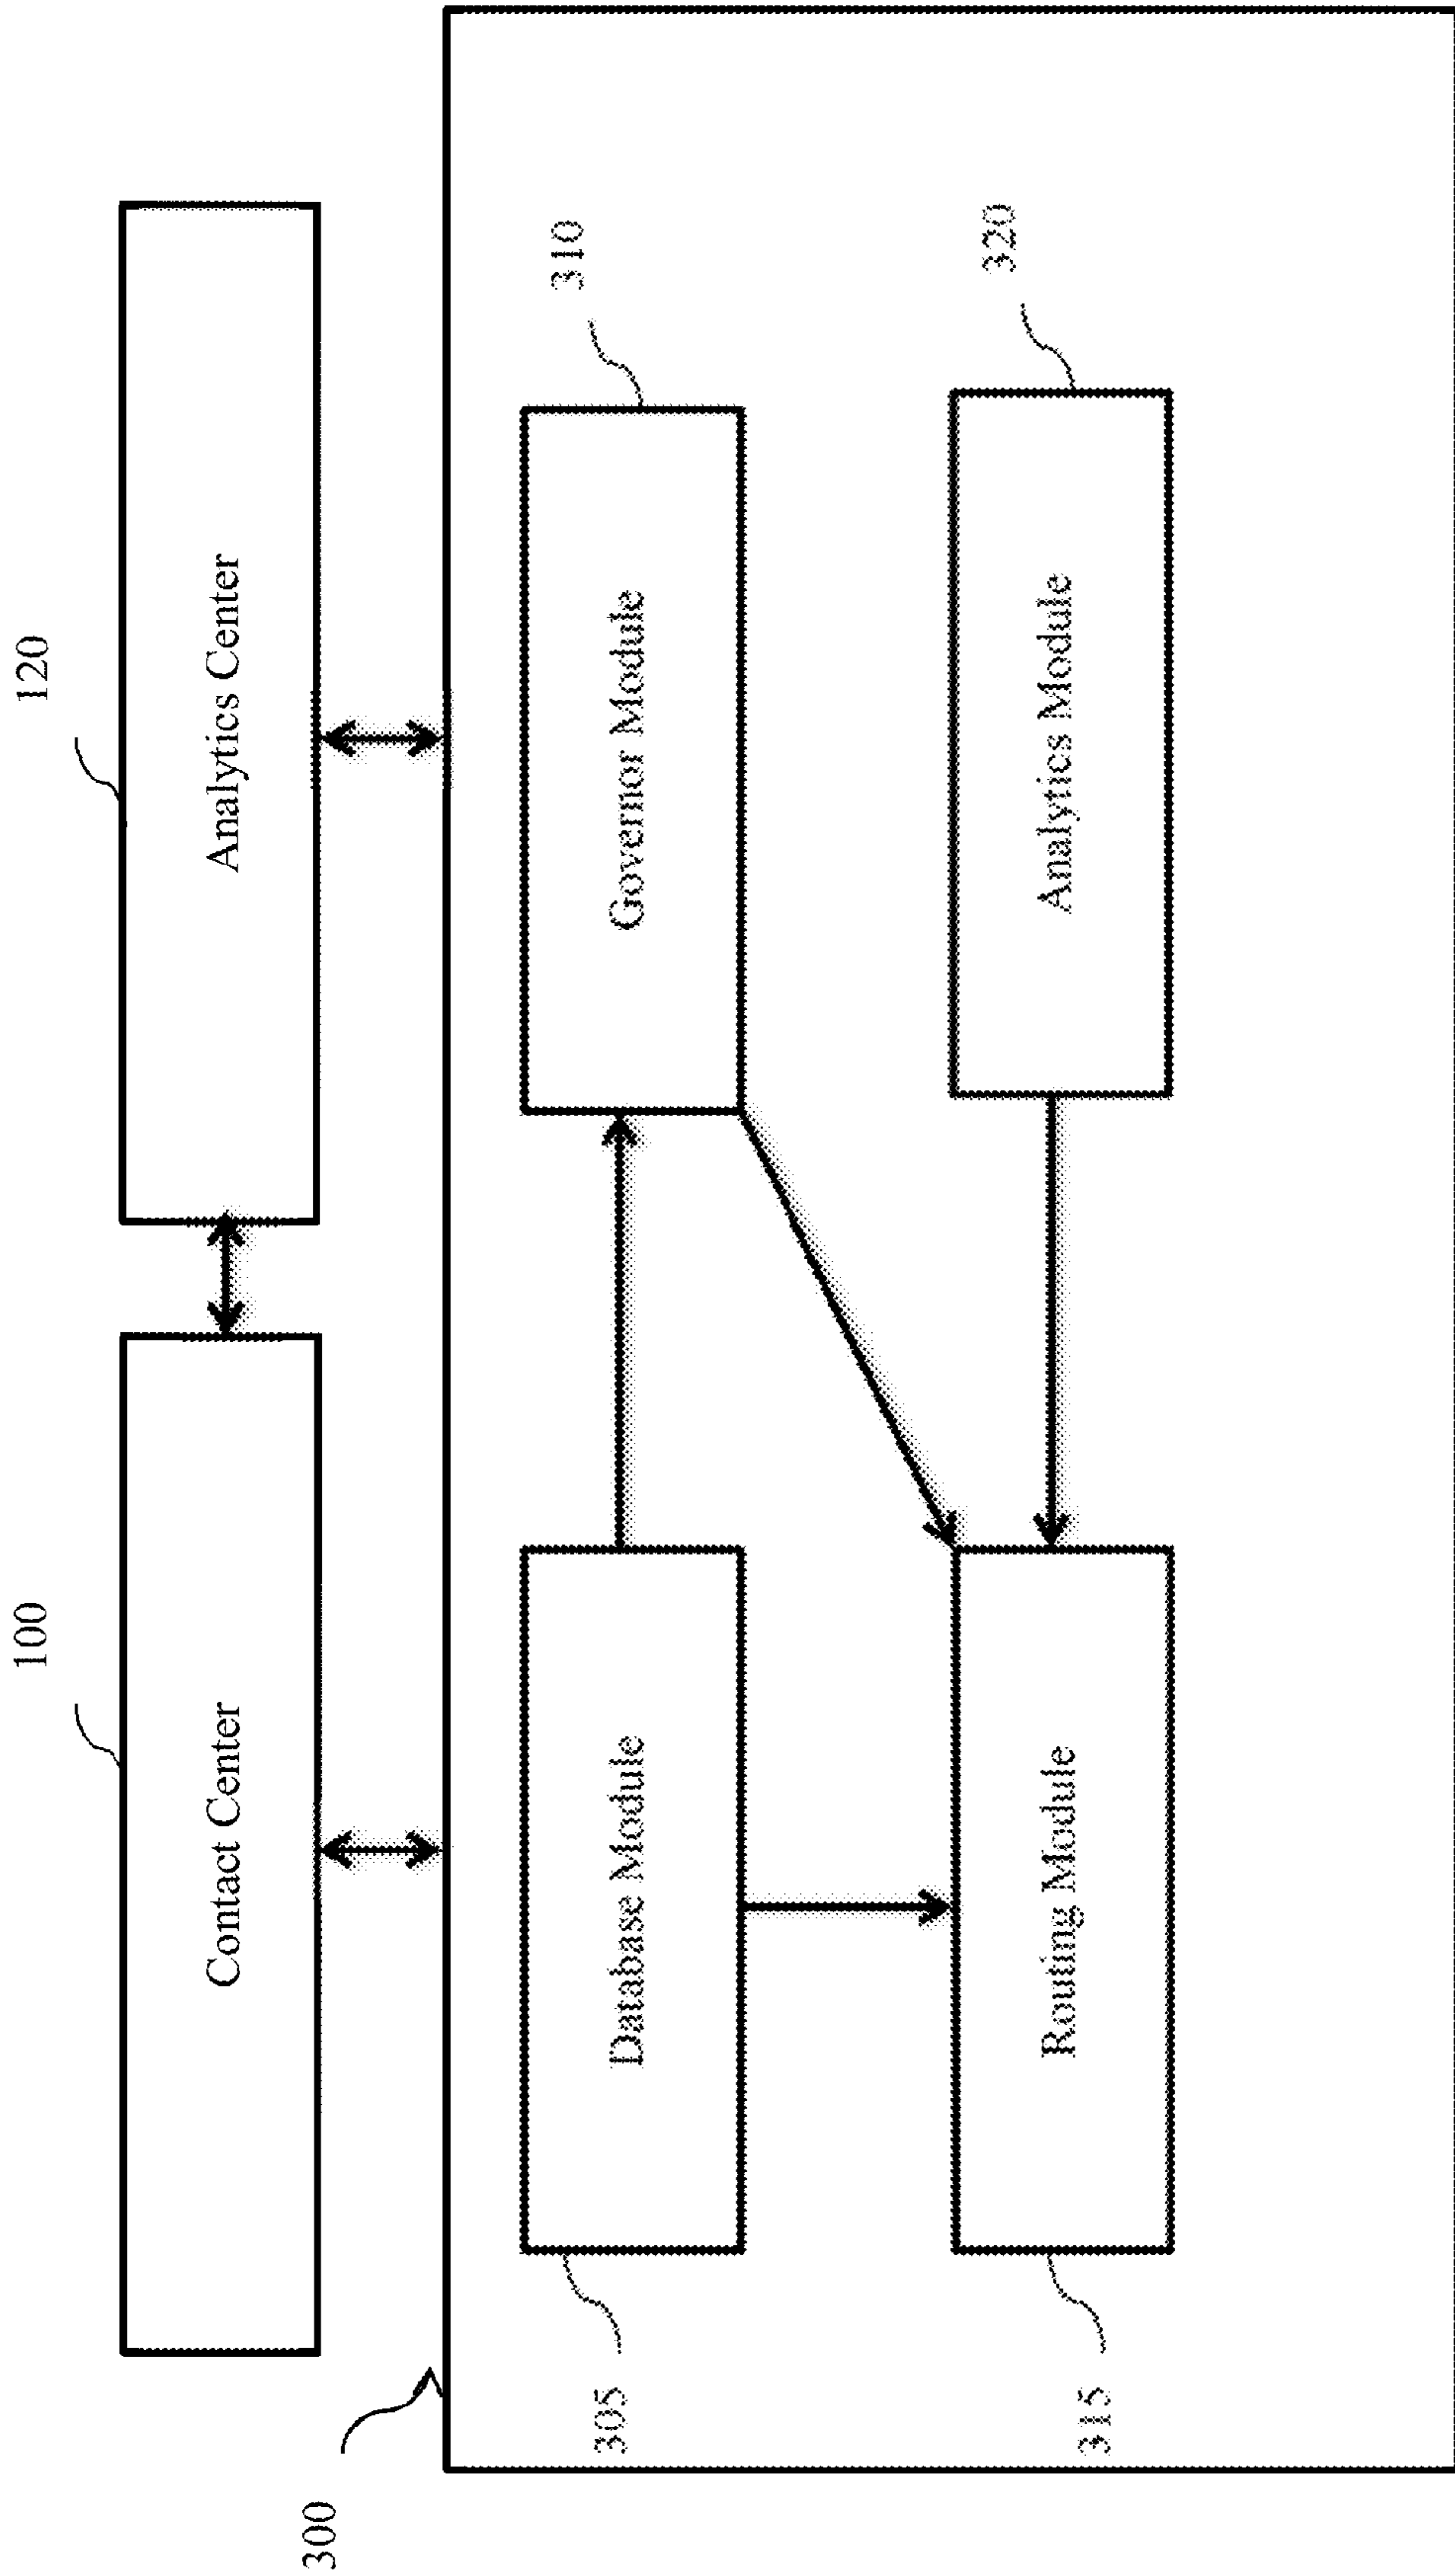 100
120
Contact Center
Analytics Center
300
305
Database Module
Governor Module
310
315
Routing Module
Analytics Module
320